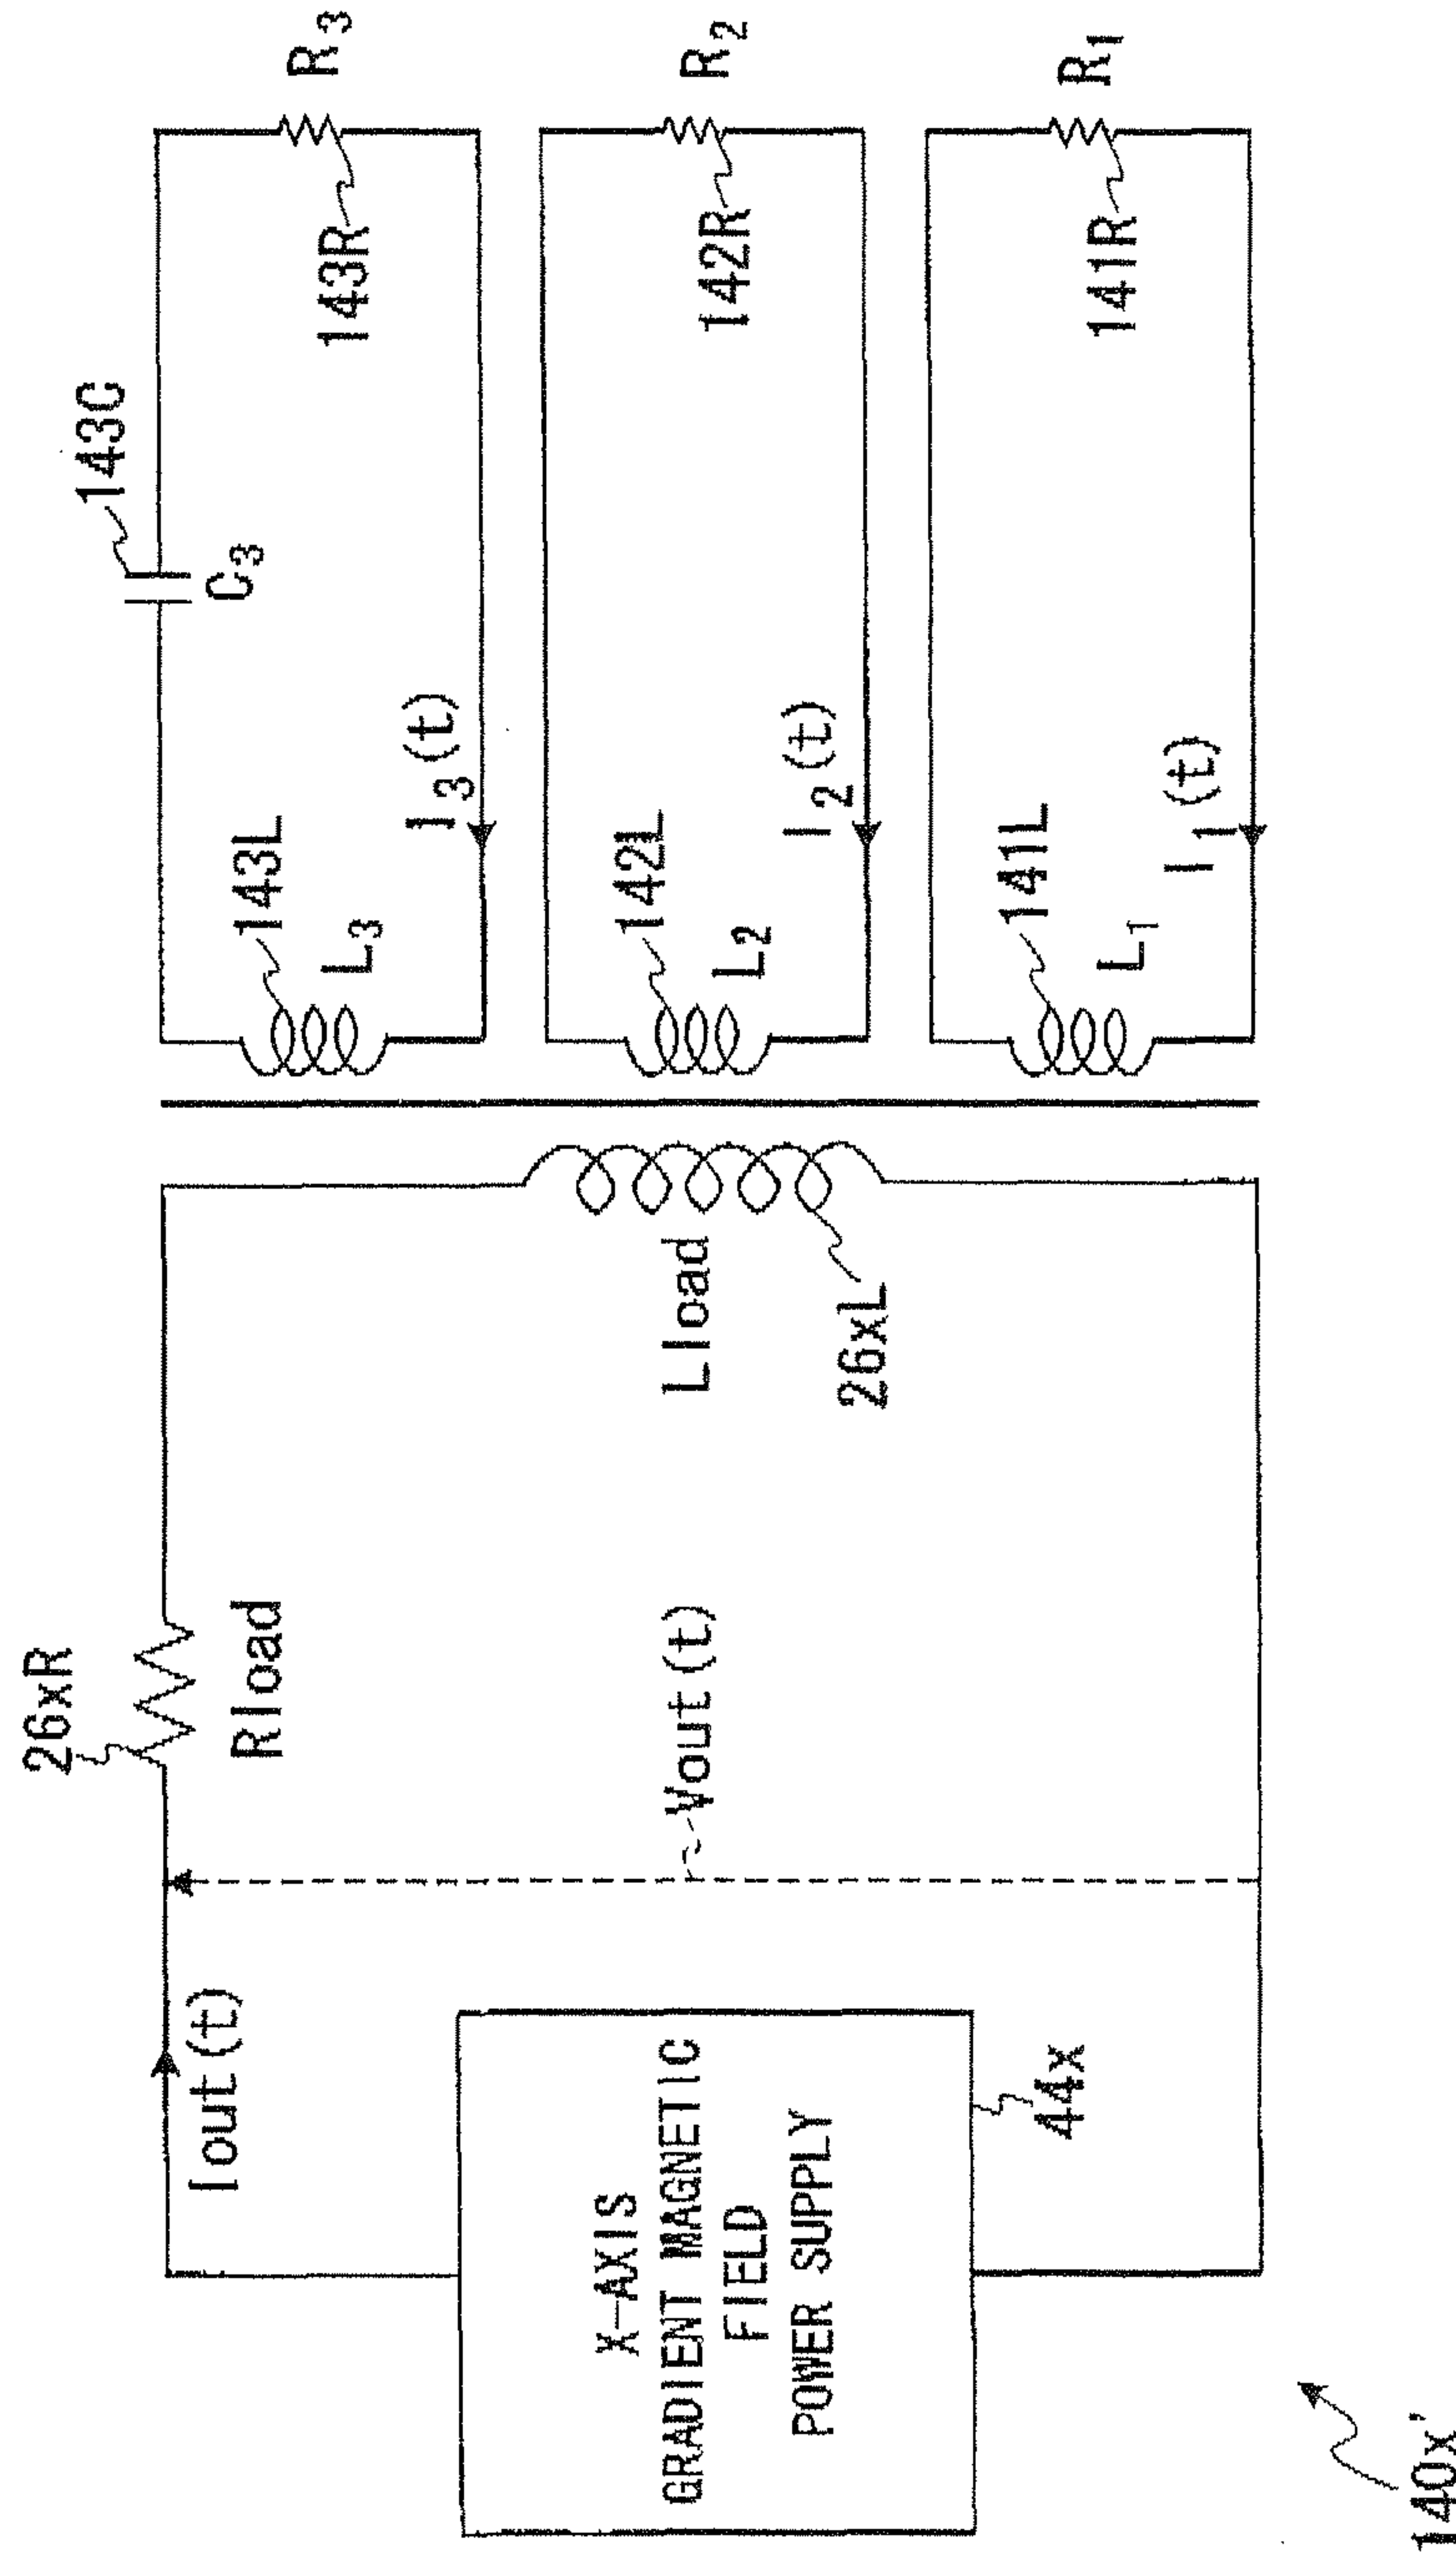 26xR
Rload
Iout(t)
X-AXIS
GRADIENT MAGNETIC
FIELD
POWER SUPPLY
44x
Vout(t)
Lload
26xL
143L
L3
I3(t)
143C
C3
143R
R3
142L
L2
I2(t)
142R
R2
141L
L1
I1(t)
141R
R1
140x'